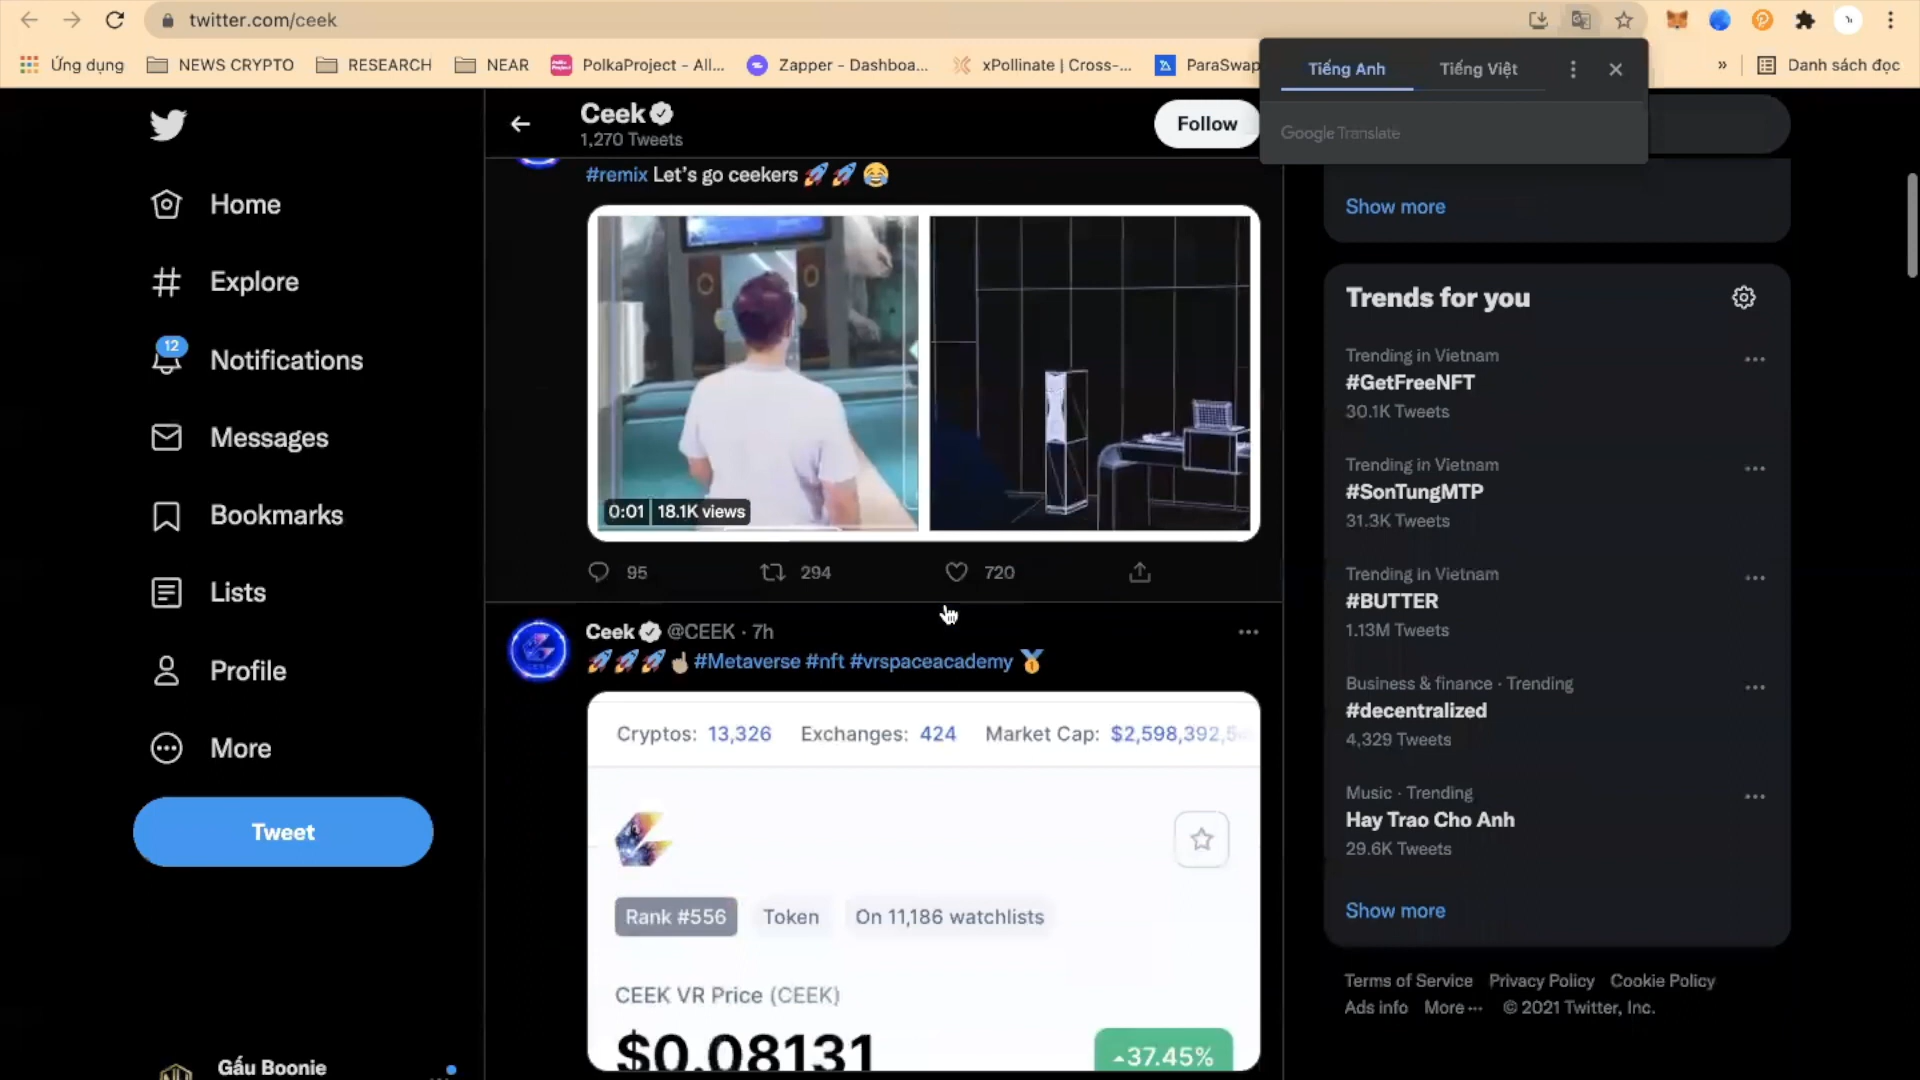 twitter.com/ceek
Ứng dụng
NEWS CRYPTO
RESEARCH
NEAR
PolkaProject - All...
Zapper - Dashboa...
xPollinate | Cross-...
ParaSwap
»
Danh sách đọc
Tiếng Anh
Tiếng Việt
Google Translate
Home
Explore
12
Notifications
Messages
Bookmarks
Lists
Profile
More
Tweet
Gấu Boonie
Ceek
1,270 Tweets
Follow
#remix Let's go ceekers 🚀 🚀 😂
0:01 18.1K views
95
294
720
Ceek @CEEK · 7h
🚀🚀🚀☝🏼#Metaverse #nft #vrspaceacademy 🥇
Cryptos: 13,326 Exchanges: 424 Market Cap: $2,598,392,5
Rank #556
Token
On 11,186 watchlists
CEEK VR Price (CEEK)
$0.08131
37.45%
Show more
Trends for you
Trending in Vietnam
#GetFreeNFT
30.1K Tweets
Trending in Vietnam
#SonTungMTP
31.3K Tweets
Trending in Vietnam
#BUTTER
1.13M Tweets
Business & finance · Trending
#decentralized
4,329 Tweets
Music · Trending
Hay Trao Cho Anh
29.6K Tweets
Show more
Terms of Service Privacy Policy Cookie Policy
Ads info More ··· © 2021 Twitter, Inc.